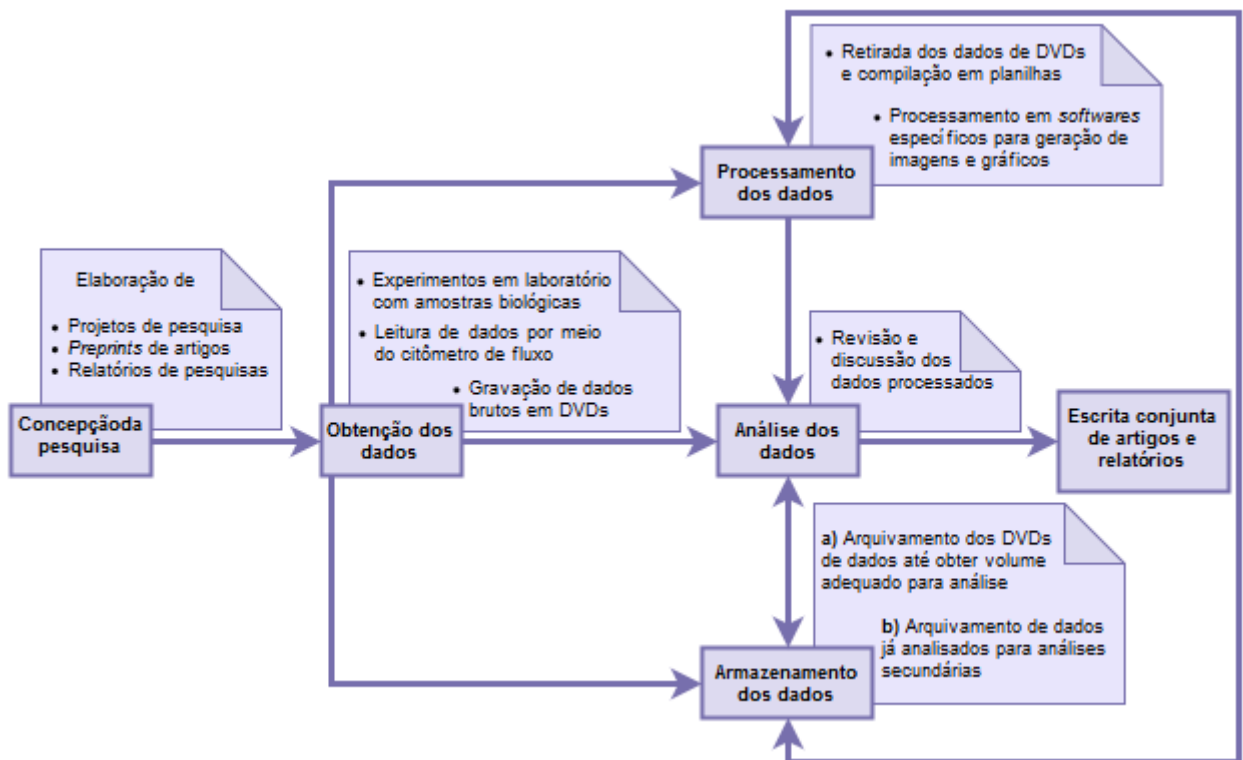 • Retirada dos dados de DVDs
e compilação em planilhas
• Processamento em softwares
específicos para geração de
imagens e gráficos
Processamento
dos dados
Elaboração de
• Projetos de pesquisa
• Preprints de artigos
• Relatórios de pesquisas
Concepçãoda
pesquisa
• Experimentos em laboratório
com amostras biológicas
• Leitura de dados por meio
do citômetro de fluxo
• Gravação de dados
brutos em DVDs
Obtenção dos
dados
• Revisão e
discussão dos
dados processados
Análise dos
dados
Escrita conjunta
de artigos e
relatórios
a) Arquivamento dos DVDs
de dados até obter volume
adequado para análise
b) Arquivamento de dados
já analisados para análises
secundárias
Armazenamento
dos dados